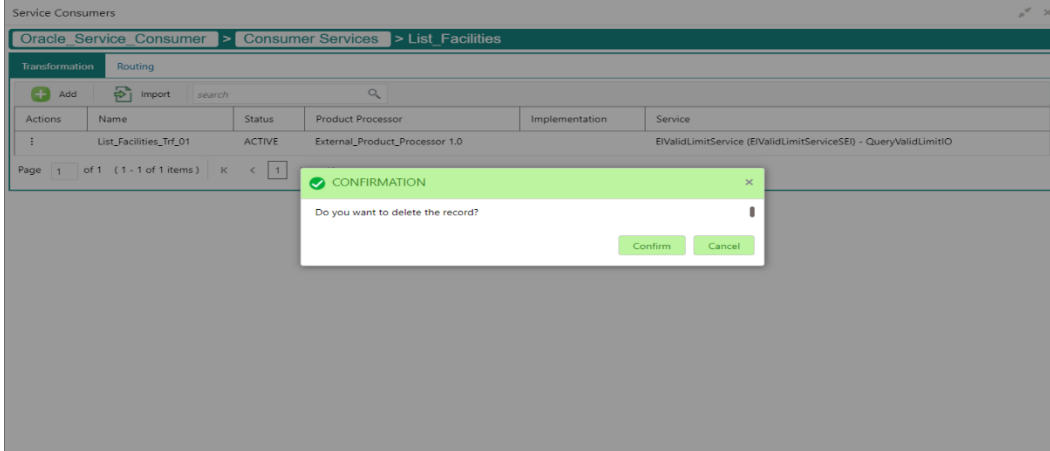 Service Consumers
Oracle_Service_Consumer > Consumer Services > List_Facilities
Transformation Routing
Add Import search
Actions Name Status Product Processor Implementation Service
List_Facilities_Trf_01 ACTIVE External_Product_Processor 1.0 EIValidLimitService (EIValidLimitServiceSEI) - QueryValidLimitIO
Page 1 of 1 (1 - 1 of 1 items) K < 1
CONFIRMATION
Do you want to delete the record?
Confirm Cancel